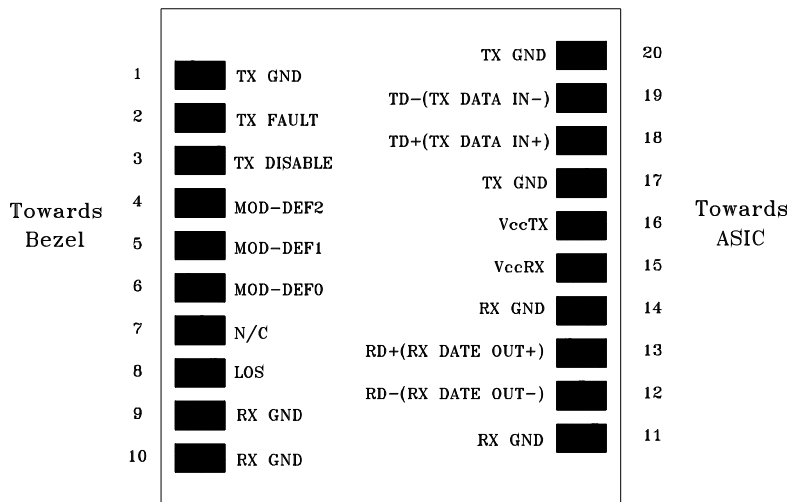 Towards
Bezel
1 TX GND
2 TX FAULT
3 TX DISABLE
4 MOD-DEF2
5 MOD-DEF1
6 MOD-DEF0
7 N/C
8 LOS
9 RX GND
10 RX GND
TX GND 20
TD-(TX DATA IN-) 19
TD+(TX DATA IN+) 18
TX GND 17
VccTX 16
VccRX 15
RX GND 14
RD+(RX DATE OUT+) 13
RD-(RX DATE OUT-) 12
RX GND 11
Towards
ASIC